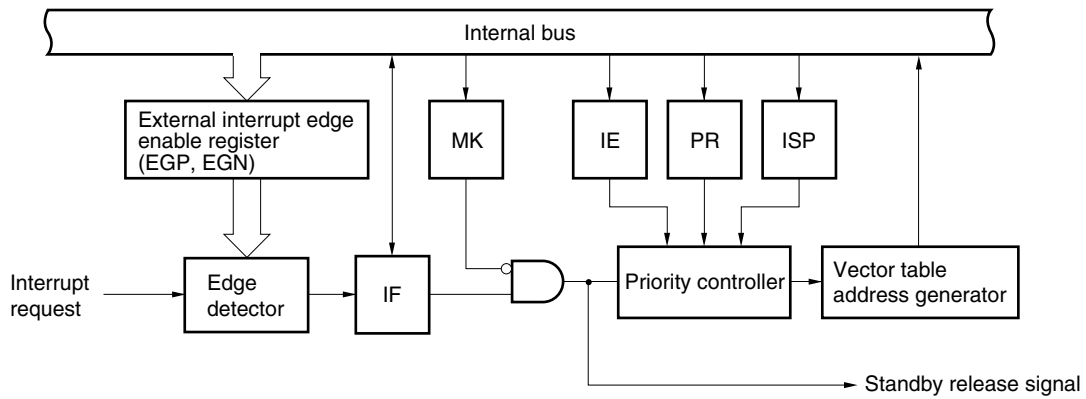 Internal bus
External interrupt edge
enable register
(EGP, EGN)
MK
IE
PR
ISP
Interrupt
request
Edge
detector
IF
Priority controller
Vector table
address generator
Standby release signal